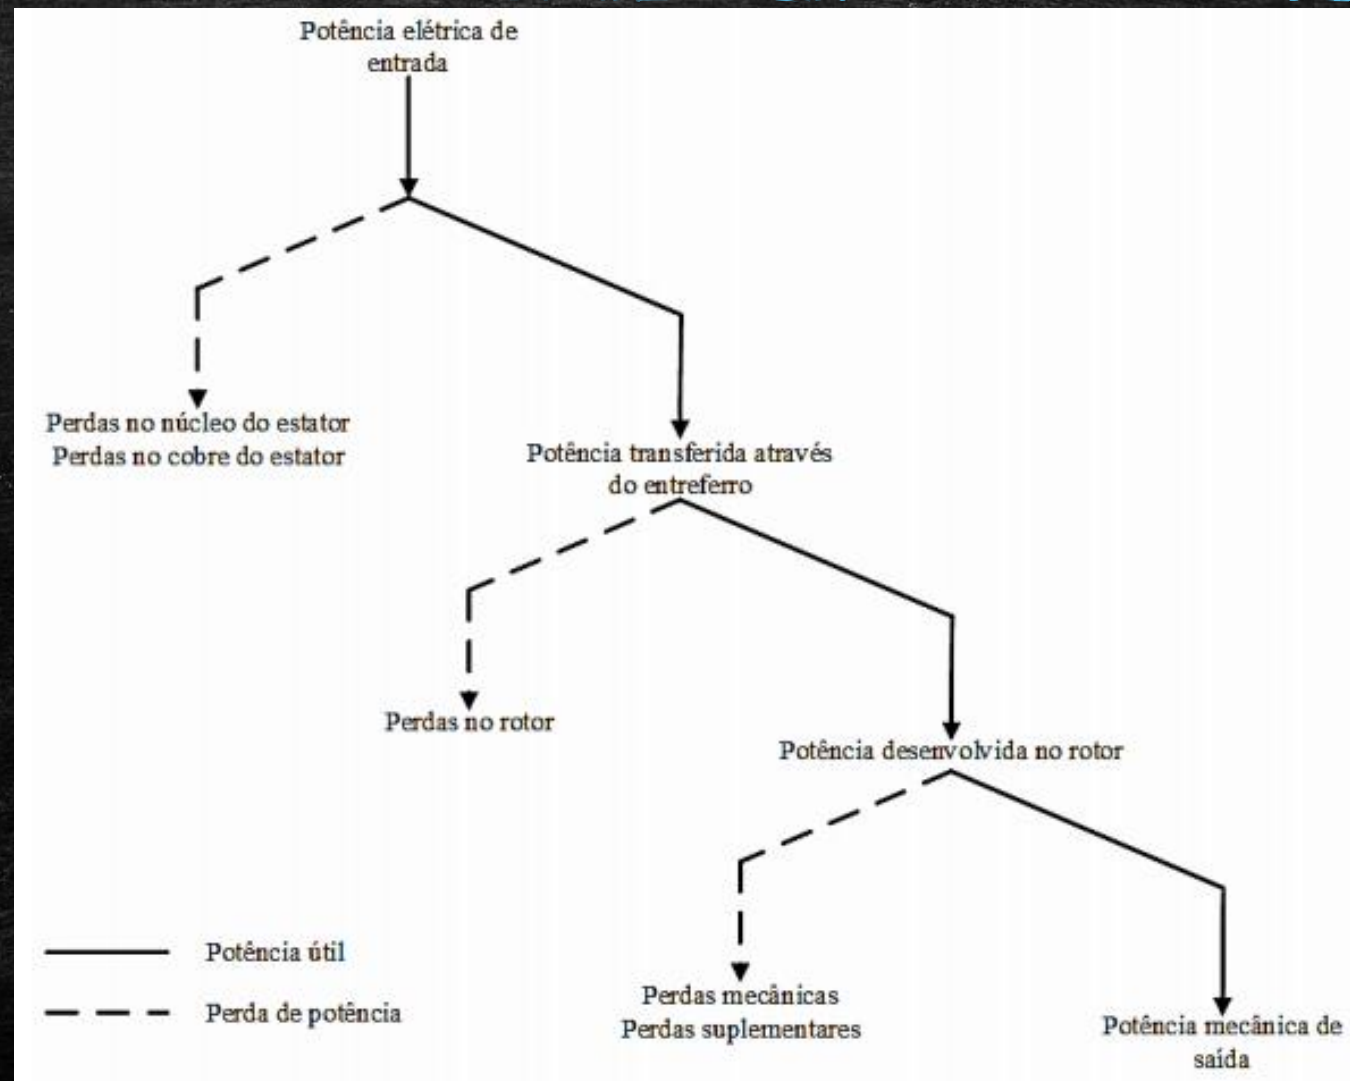 Potência elétrica de
entrada
Perdas no núcleo do estator
Perdas no cobre do estator
Potência transferida através
do entreferro
Perdas no rotor
Potência desenvolvida no rotor
Potência útil
Perda de potência
Perdas mecânicas
Perdas suplementares
Potência mecânica de
saída